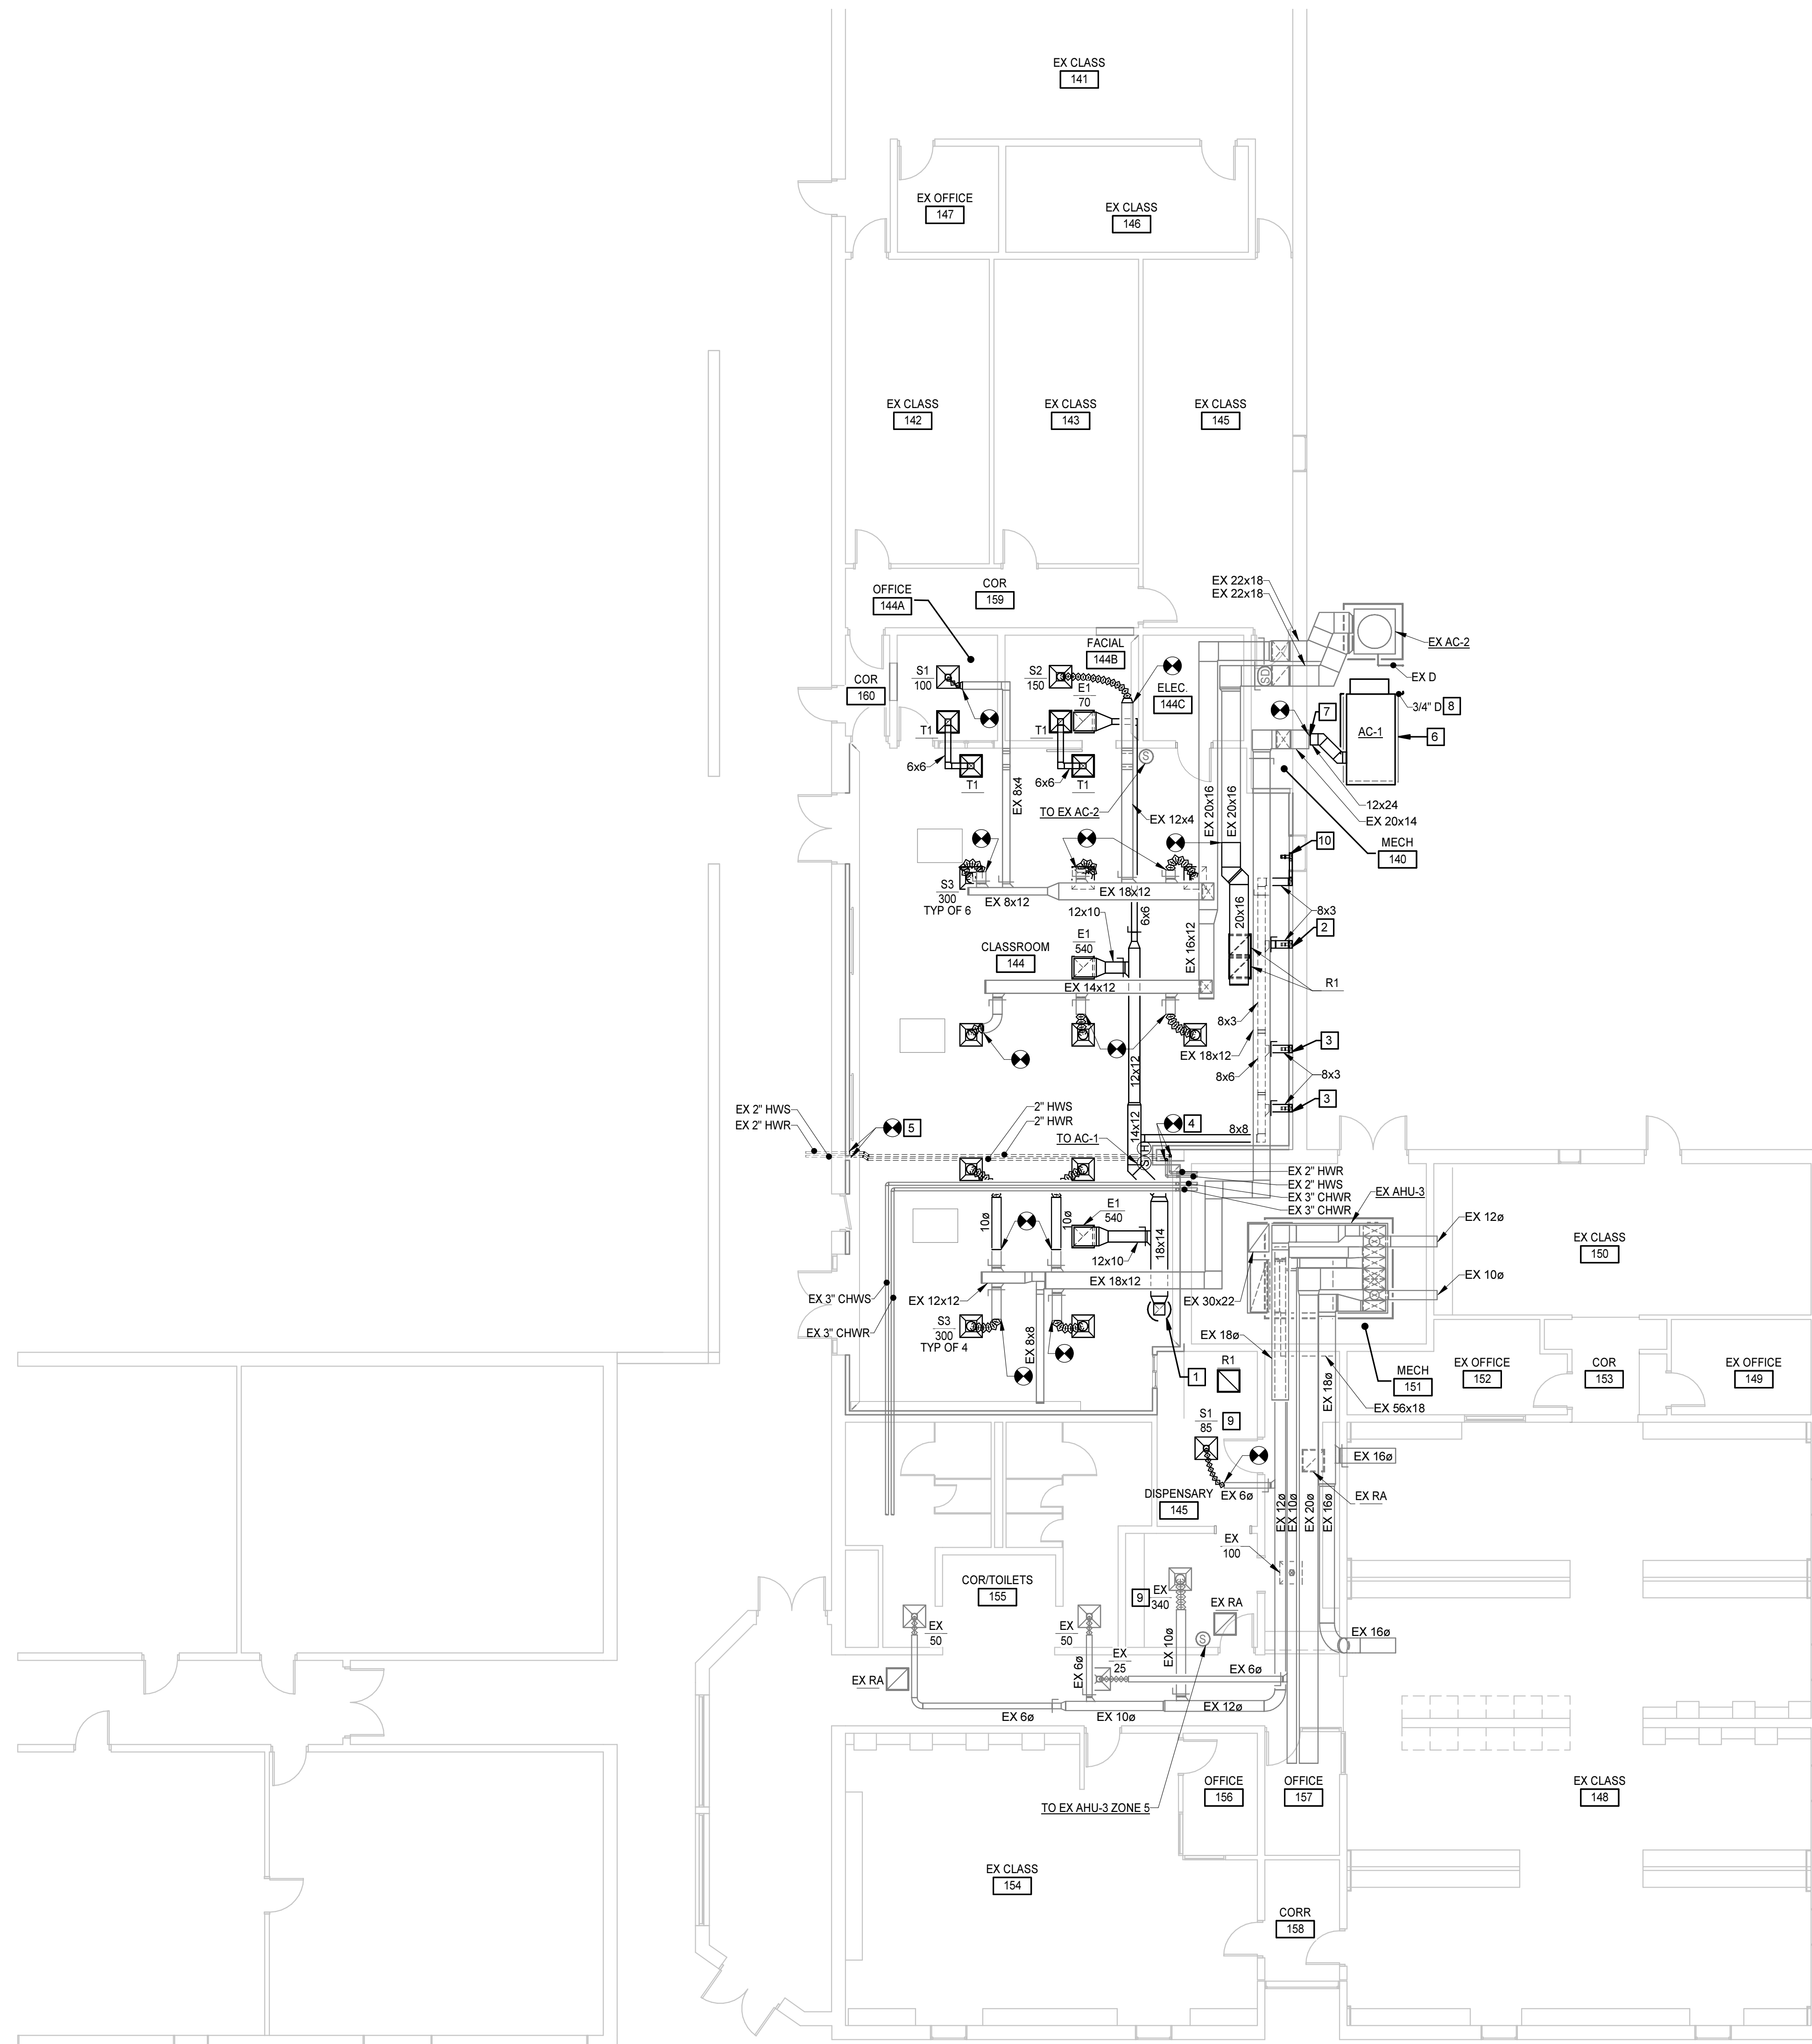 EX CLASS
141
EX OFFICE
147
EX CLASS
146
EX CLASS
142
EX CLASS
143
EX CLASS
145
EX 22x18
EX 22x18
OFFICE
144A
COR
159
EX AC-2
EX D
FACIAL
144B
COR
160
S1
100
S2
150
E1
70
ELEC.
144C
SD
7
3/4" D 8
AC-1
6
T1
T1
6x6
6x6
T1
T1
S
EX 8x4
TO EX AC-2
EX 12x4
EX 20x16
EX 20x16
12x24
EX 20x14
MECH
140
10
S3
300
TYP OF 6
EX 8x12
EX 18x12
8x3
2
12x10
6x6
20x16
E1
540
CLASSROOM
144
EX 16x12
EX 14x12
R1
8x3
EX 18x12
8x6
3
8x3
3
12x12
14x12
EX 2" HWS
EX 2" HWR
5
2" HWS
2" HWR
TO AC-1
4
8x8
S
H
EX 2" HWR
EX 2" HWS
EX 3" CHWR
EX 3" CHWR
EX AHU-3
EX 12ø
10ø
10ø
E1
540
12x10
18x14
EX CLASS
150
EX 10ø
EX 3" CHWS
EX 12x12
EX 18x12
EX 30x22
EX 3" CHWR
S3
300
TYP OF 4
EX 8x8
EX 18ø
1
R1
EX 18ø
MECH
151
EX OFFICE
152
COR
153
EX OFFICE
149
EX 56x18
S1
85
9
EX 16ø
DISPENSARY
145
EX 6ø
EX RA
EX 12ø
EX 10ø
EX 20ø
EX 16ø
EX
100
COR/TOILETS
155
9
EX
340
EX RA
EX
50
EX
50
EX 10ø
S
EX 16ø
EX
25
EX 6ø
EX 6ø
EX RA
EX 6ø
EX 10ø
EX 12ø
OFFICE
156
OFFICE
157
EX CLASS
148
TO EX AHU-3 ZONE 5
EX CLASS
154
CORR
158